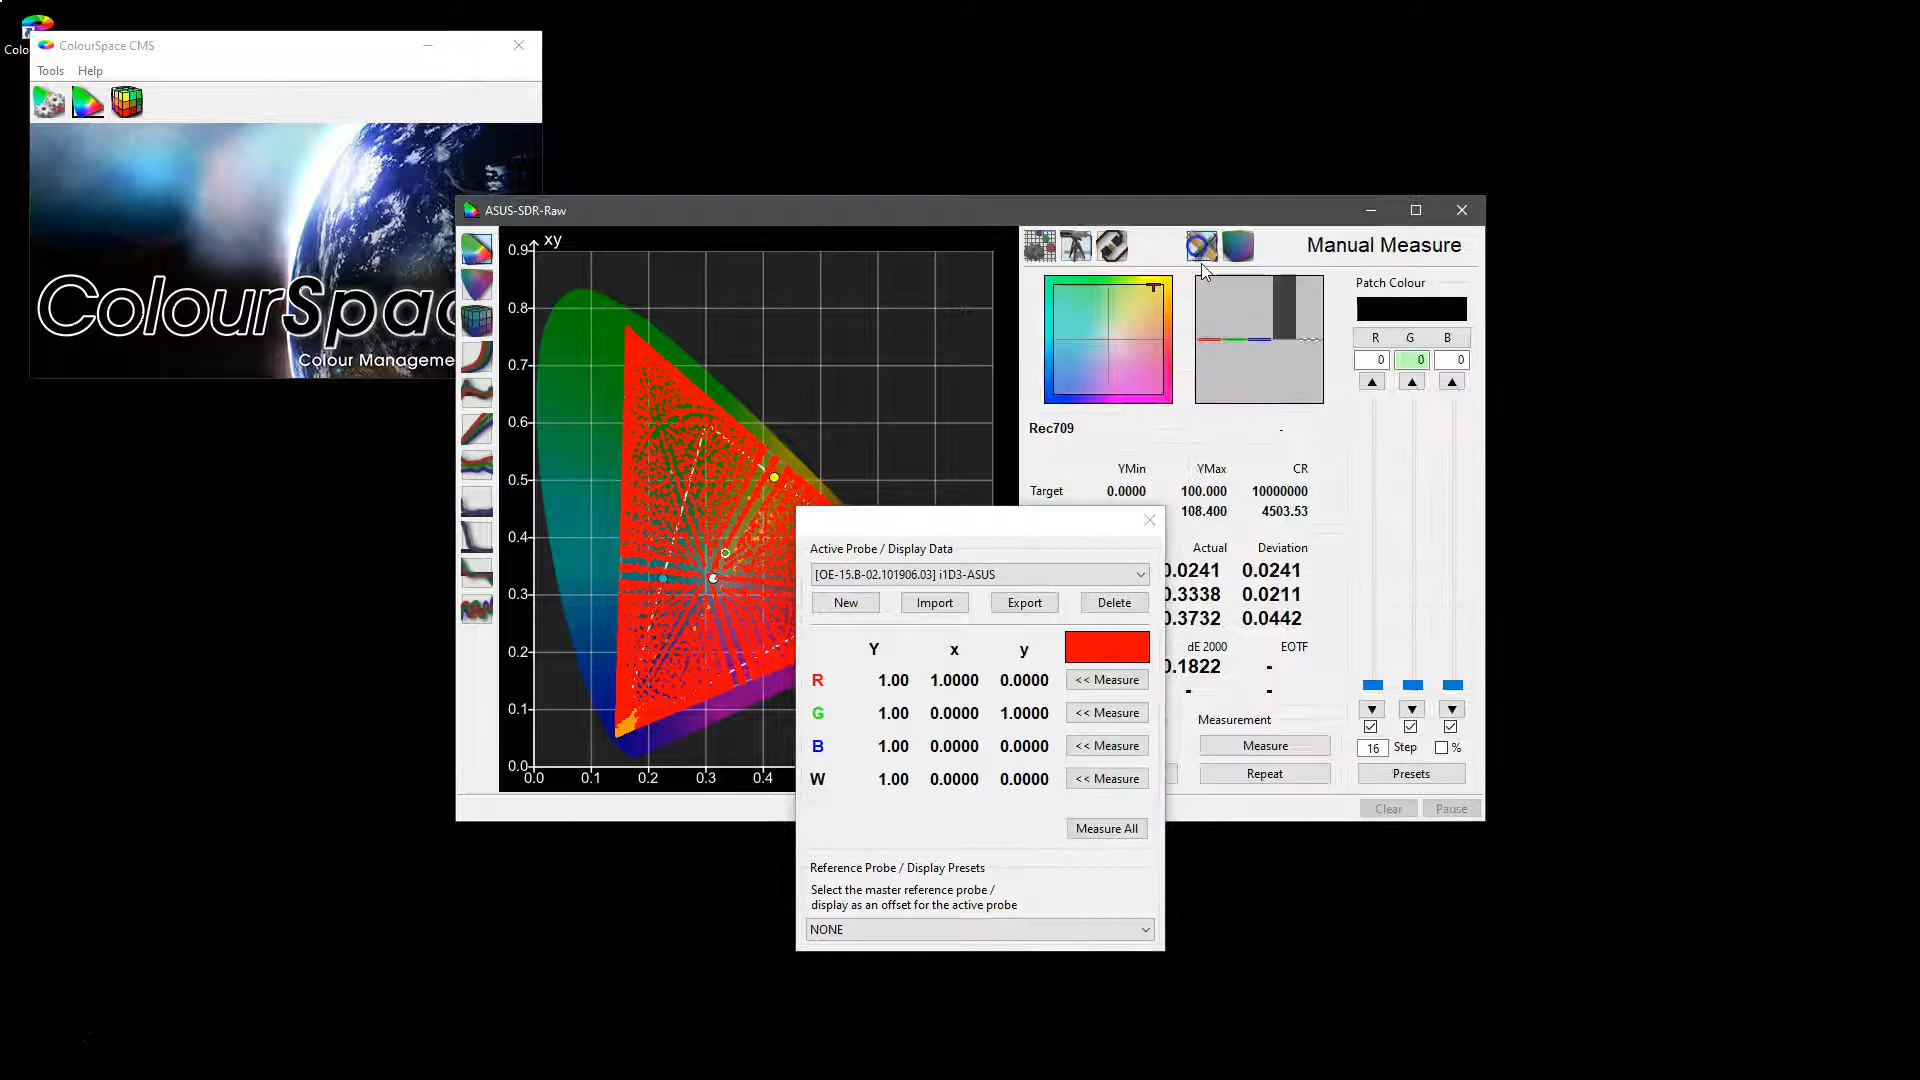 Colo
ColourSpace CMS
Tools Help
ColourSpac
Colour Manageme
ASUS-SDR-Raw
xy
0.9
0.8
0.7
0.6
0.5
0.4
0.3
0.2
0.1
0.0
0.0 0.1 0.2 0.3 0.4
Manual Measure
Patch Colour
R G B
0 0 0
Rec709 -
YMin YMax CR
Target 0.0000 100.000 10000000
108.400 4503.53
Actual Deviation
0.0241 0.0241
0.3338 0.0211
0.3732 0.0442
dE 2000 EOTF
0.1822 -
- -
Measurement
Measure
Repeat
16 Step %
Presets
Clear Pause
Active Probe / Display Data
[OE-15.B-02.101906.03] i1D3-ASUS
New Import Export Delete
Y x y
R 1.00 1.0000 0.0000 << Measure
G 1.00 0.0000 1.0000 << Measure
B 1.00 0.0000 0.0000 << Measure
W 1.00 0.0000 0.0000 << Measure
Measure All
Reference Probe / Display Presets
Select the master reference probe /
display as an offset for the active probe
NONE